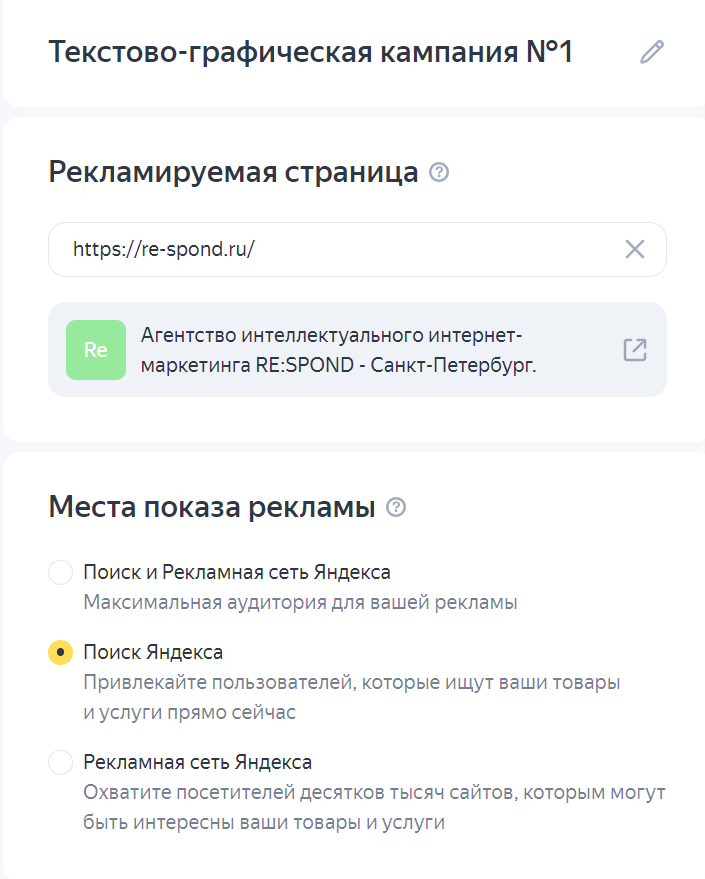 Текстово-графическая кампания №1
Рекламируемая страница ?
https://re-spond.ru/
Re
Агентство интеллектуального интернет-
маркетинга RE:SPOND - Санкт-Петербург.
Места показа рекламы ?
Поиск и Рекламная сеть Яндекса
Максимальная аудитория для вашей рекламы
Поиск Яндекса
Привлекайте пользователей, которые ищут ваши товары
и услуги прямо сейчас
Рекламная сеть Яндекса
Охватите посетителей десятков тысяч сайтов, которым могут
быть интересны ваши товары и услуги